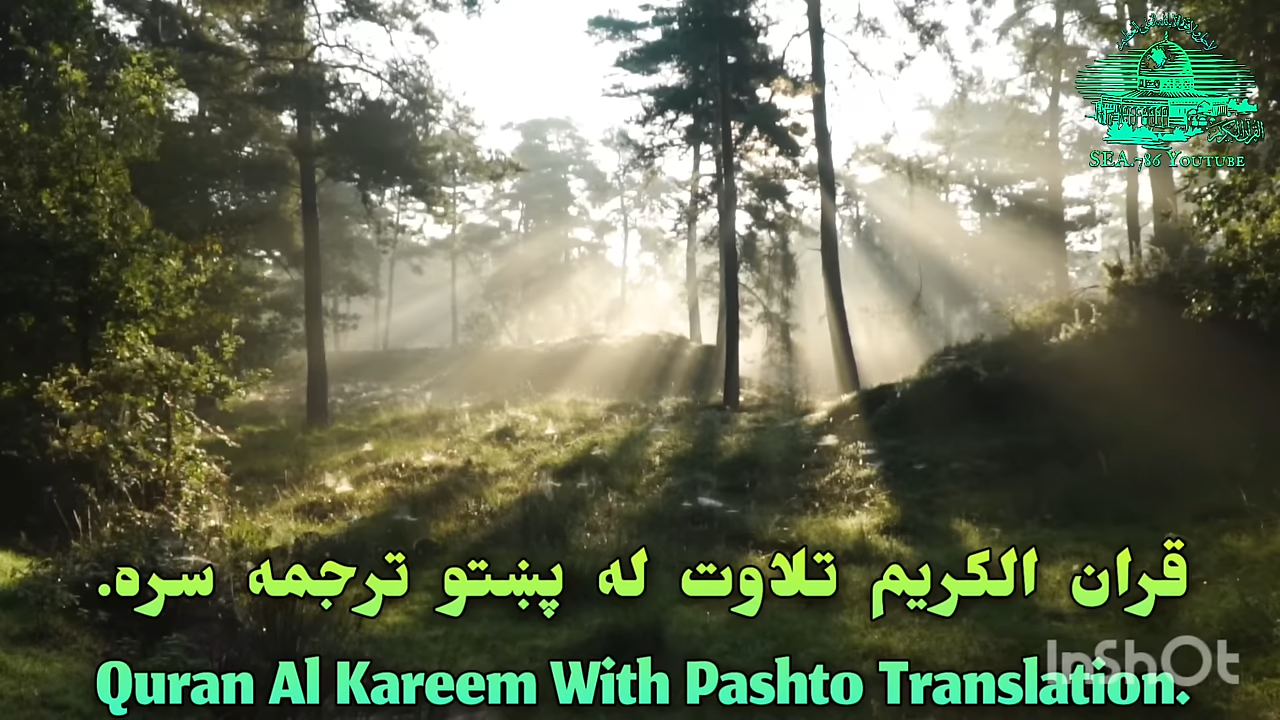 SEA.786 YOUTUBE
قران الکریم تلاوت له پښتو ترجمه سره.
Quran Al Kareem With Pashto Translation.
InShOt